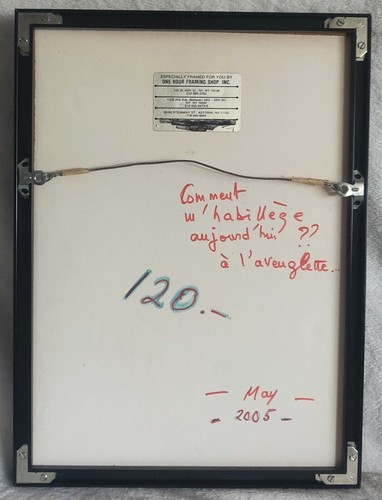 ESPECIALLY FRAMED FOR YOU BY
ONE HOUR FRAMING SHOP, INC.
Comment
m'habillège
aujourd'hui ??
à l'aveuglette..
120.-
— May —
- 2005 -